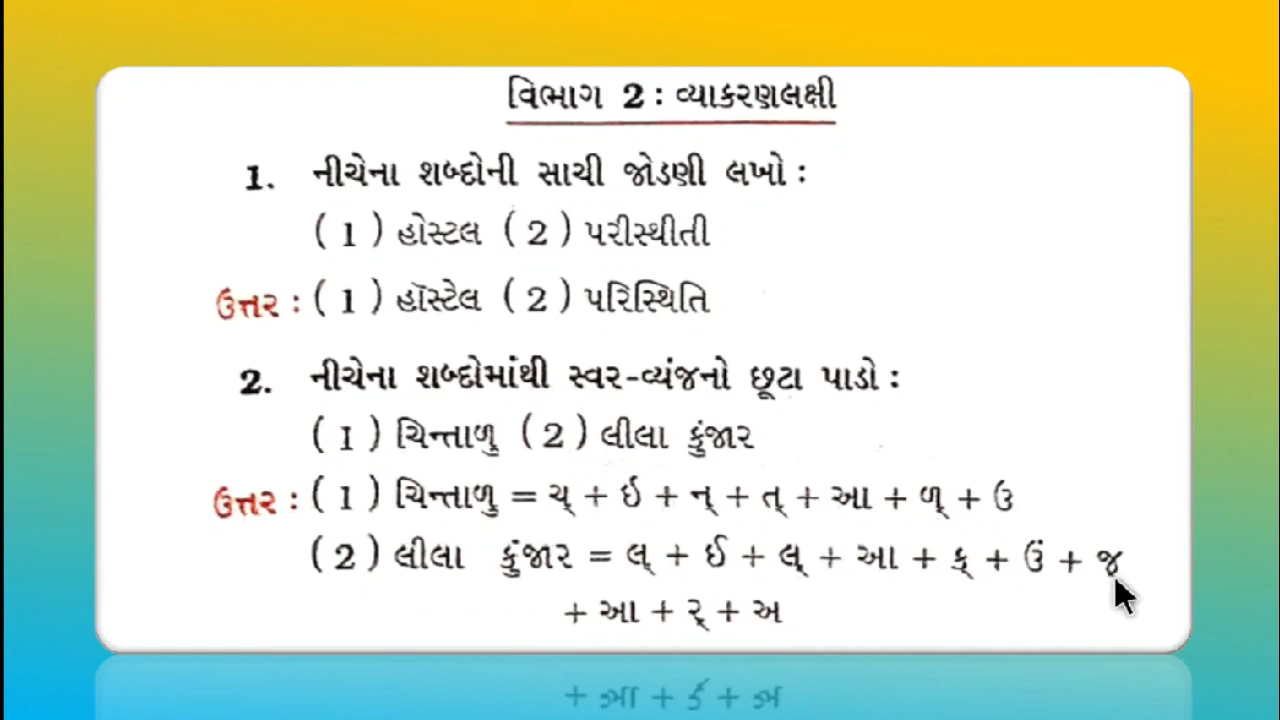 વિભાગ 2 : વ્યાકરણલક્ષી
1. નીચેના શબ્દોની સાચી જોડણી લખો :
( 1 ) હોસ્ટલ ( 2 ) પરીસ્થીતી
ઉત્તર : ( 1 ) હૉસ્ટેલ ( 2 ) પરિસ્થિતિ
2. નીચેના શબ્દોમાંથી સ્વર-વ્યંજનો છૂટા પાડો :
( 1 ) ચિન્તાળુ ( 2 ) લીલા કુંજાર
ઉત્તર : ( 1 ) ચિન્તાળુ = ચ્ + ઇ + ન્ + ત્ + આ + ળ્ + ઉ
( 2 ) લીલા કુંજાર = લ્ + ઈ + લ્ + આ + ક્ + ઉં + જ્
+ આ + ર્ + અ